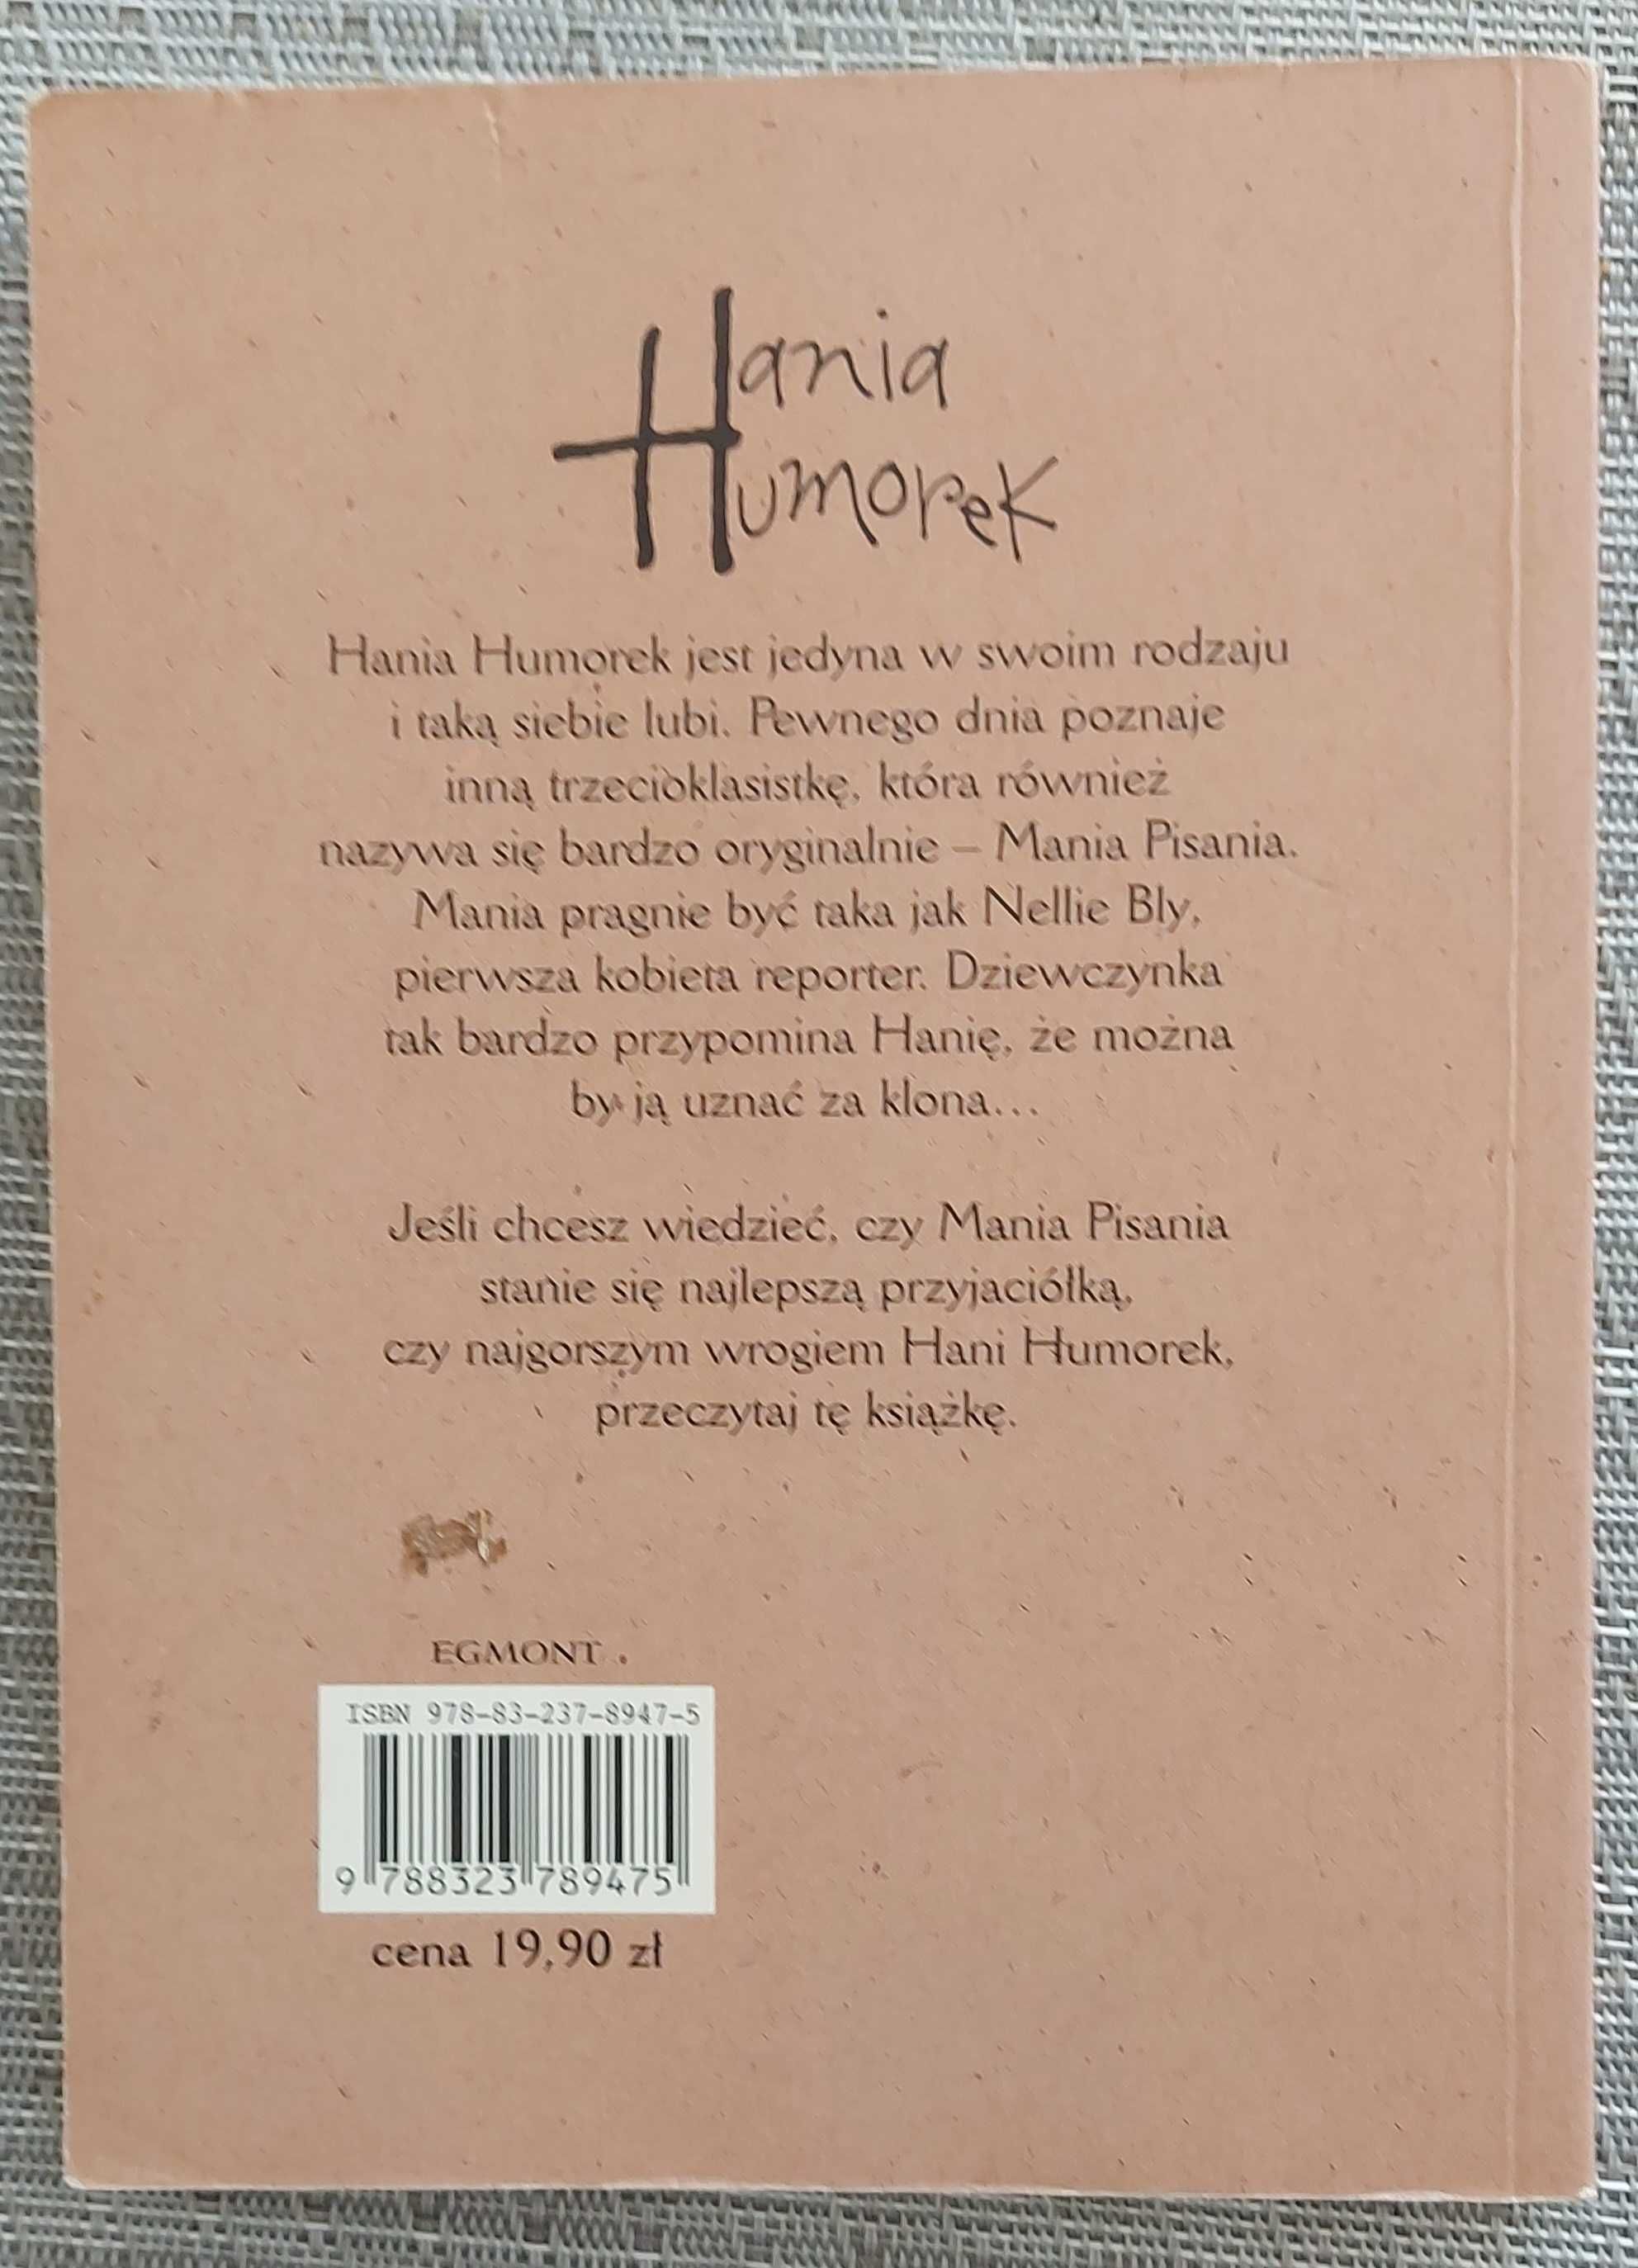 Hania
Humorek
Hania Humorek jest jedyna w swoim rodzaju
i taką siebie lubi. Pewnego dnia poznaje
inną trzecioklasistkę, która również
nazywa się bardzo oryginalnie – Mania Pisania.
Mania pragnie być taka jak Nellie Bly,
pierwsza kobieta reporter. Dziewczynka
tak bardzo przypomina Hanię, że można
by ją uznać za klona...
Jeśli chcesz wiedzieć, czy Mania Pisania
stanie się najlepszą przyjaciółką,
czy najgorszym wrogiem Hani Humorek,
przeczytaj tę książkę.
EGMONT
ISBN 978-83-237-8947-5
9 788323 789475
cena 19,90 zł